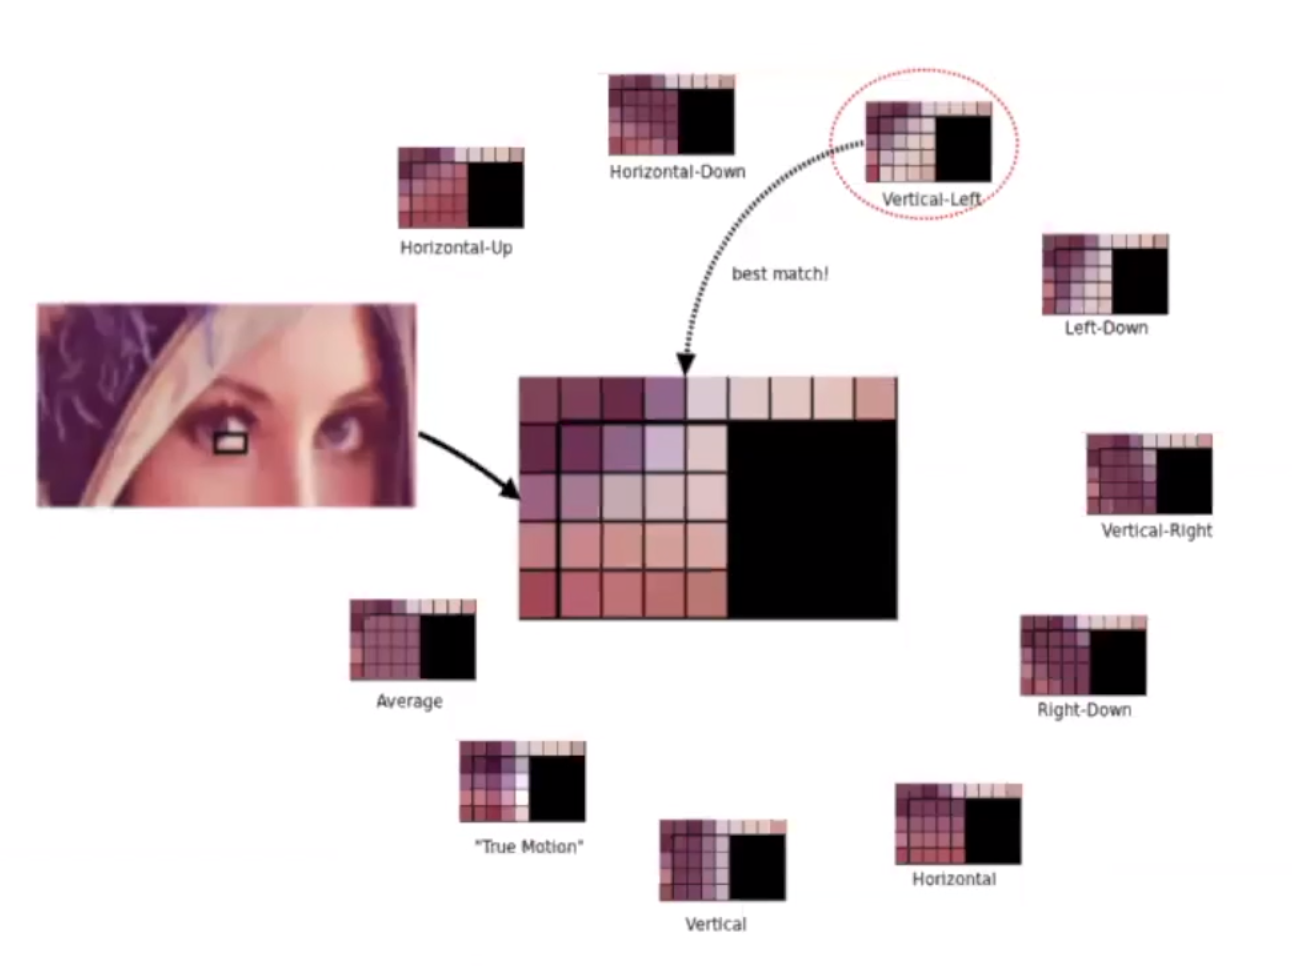 Horizontal-Down
Vertical-Left
Horizontal-Up
best match!
Left-Down
Vertical-Right
Average
Right-Down
"True Motion"
Horizontal
Vertical